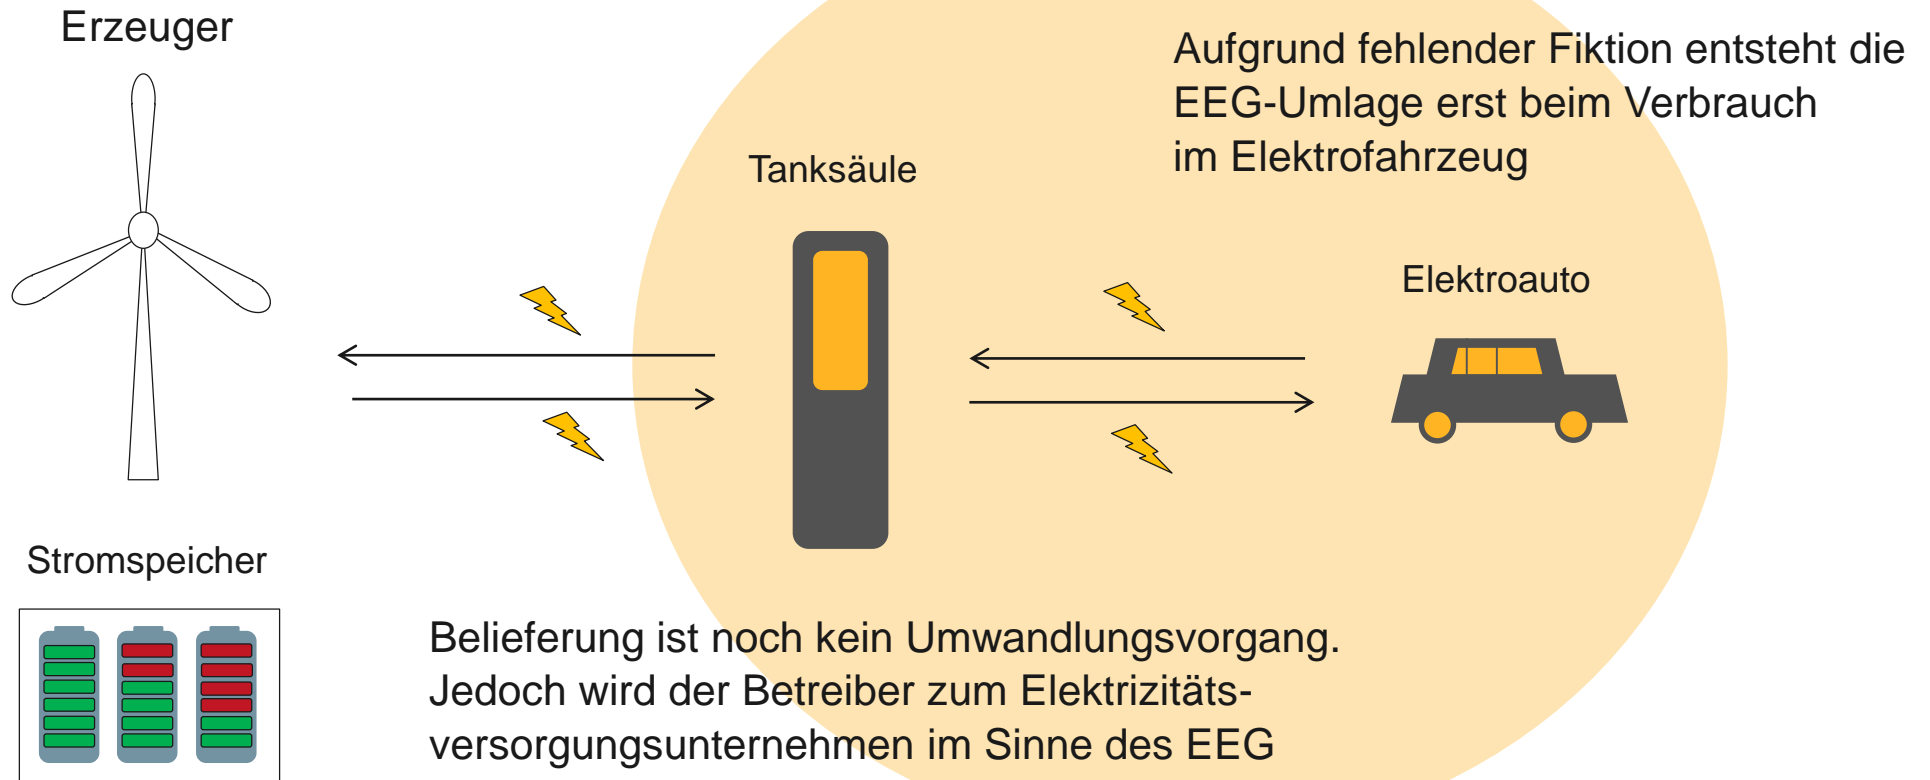 Erzeuger
Aufgrund fehlender Fiktion entsteht die
EEG-Umlage erst beim Verbrauch
im Elektrofahrzeug
Tanksäule
Elektroauto
Stromspeicher
Belieferung ist noch kein Umwandlungsvorgang.
Jedoch wird der Betreiber zum Elektrizitäts-
versorgungsunternehmen im Sinne des EEG